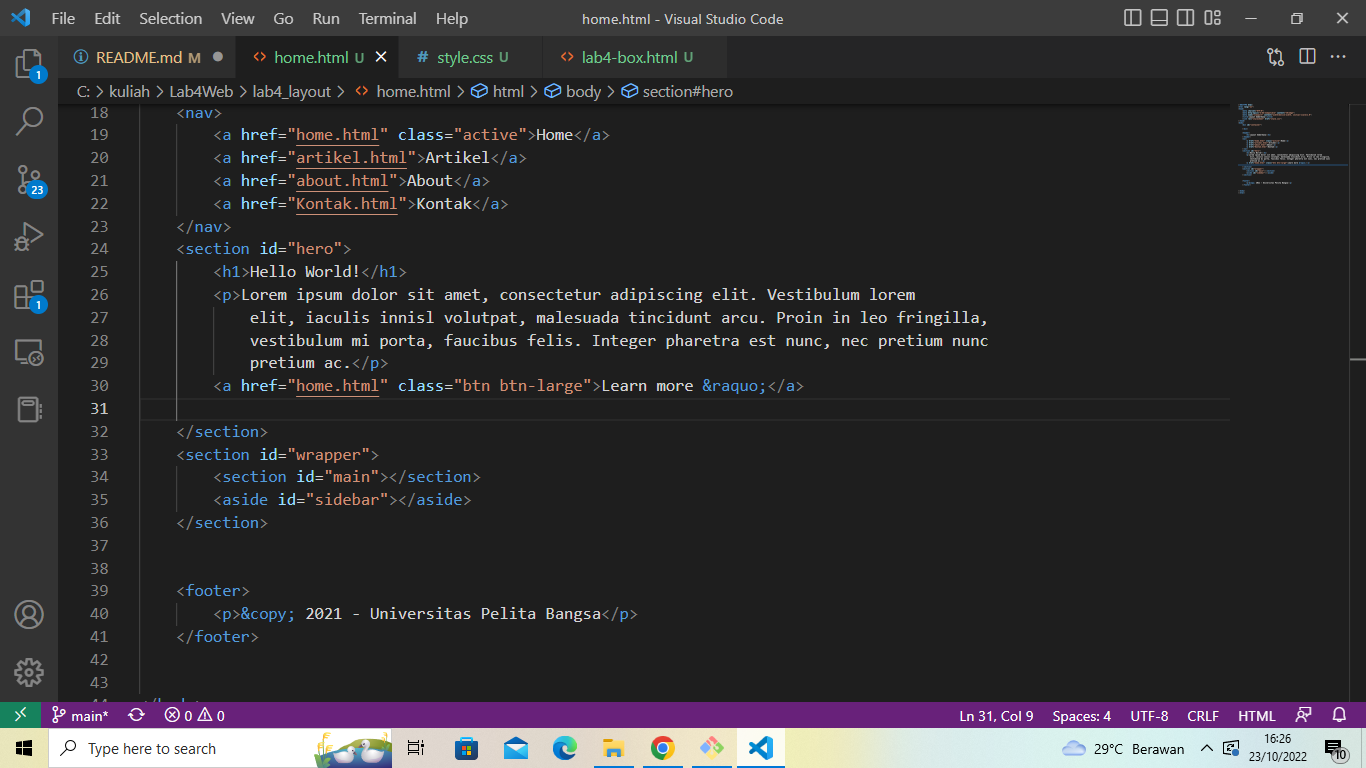 File Edit Selection View Go Run Terminal Help home.html - Visual Studio Code
README.md M home.html U # style.css U lab4-box.html U
C: > kuliah > Lab4Web > lab4_layout > <> home.html > html > body > section#hero
18 <nav>
19 <a href="home.html" class="active">Home</a>
20 <a href="artikel.html">Artikel</a>
21 <a href="about.html">About</a>
22 <a href="Kontak.html">Kontak</a>
23 </nav>
24 <section id="hero">
25 <h1>Hello World!</h1>
26 <p>Lorem ipsum dolor sit amet, consectetur adipiscing elit. Vestibulum lorem
27 elit, iaculis innisl volutpat, malesuada tincidunt arcu. Proin in leo fringilla,
28 vestibulum mi porta, faucibus felis. Integer pharetra est nunc, nec pretium nunc
29 pretium ac.</p>
30 <a href="home.html" class="btn btn-large">Learn more &raquo;</a>
31
32 </section>
33 <section id="wrapper">
34 <section id="main"></section>
35 <aside id="sidebar"></aside>
36 </section>
37
38
39 <footer>
40 <p>&copy; 2021 - Universitas Pelita Bangsa</p>
41 </footer>
42
43
1
23
1
main* 0 0 Ln 31, Col 9 Spaces: 4 UTF-8 CRLF HTML
Type here to search 29°C Berawan 16:26
23/10/2022 10